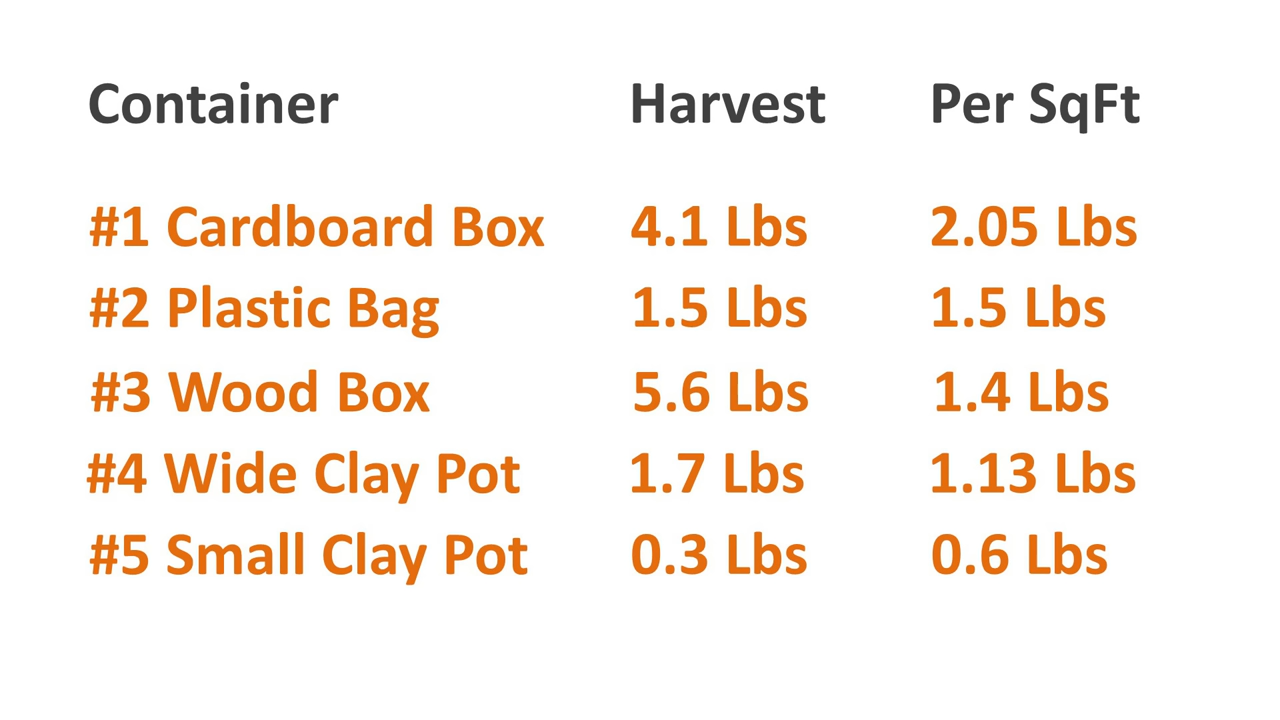 Container Harvest Per SqFt
#1 Cardboard Box 4.1 Lbs 2.05 Lbs
#2 Plastic Bag 1.5 Lbs 1.5 Lbs
#3 Wood Box 5.6 Lbs 1.4 Lbs
#4 Wide Clay Pot 1.7 Lbs 1.13 Lbs
#5 Small Clay Pot 0.3 Lbs 0.6 Lbs